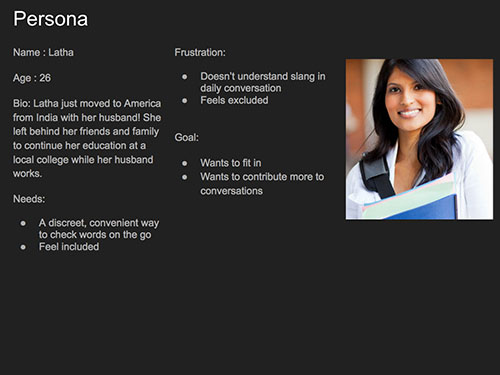 Persona
Name : Latha
Age : 26
Bio: Latha just moved to America
from India with her husband! She
left behind her friends and family
to continue her education at a
local college while her husband
works.
Needs:
● A discreet, convenient way
to check words on the go
● Feel included
Frustration:
● Doesn't understand slang in
daily conversation
● Feels excluded
Goal:
● Wants to fit in
● Wants to contribute more to
conversations